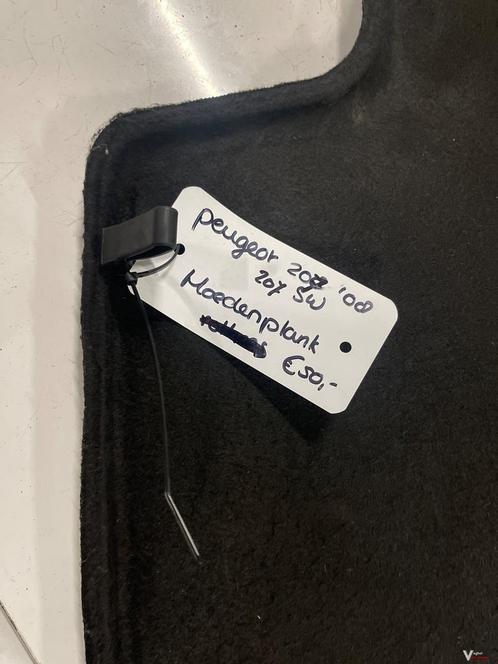 Peugeot 207 '08
207 SW
Hoedenplank
€50,-